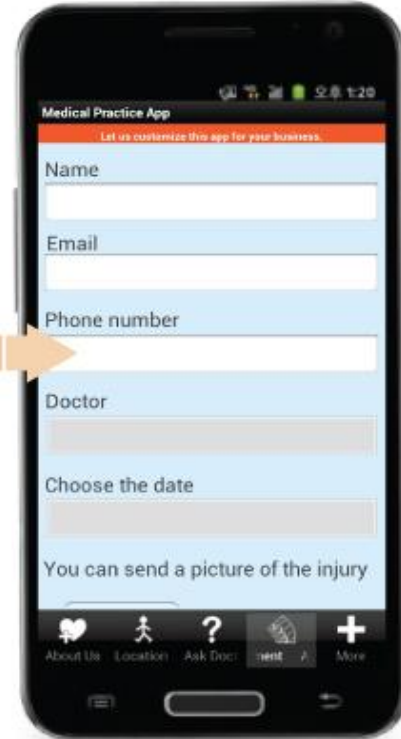 오후 1:20
Medical Practice App
Let us customize this app for your business.
Name
Email
Phone number
Doctor
Choose the date
You can send a picture of the injury
About Us Location Ask Doc nent A More